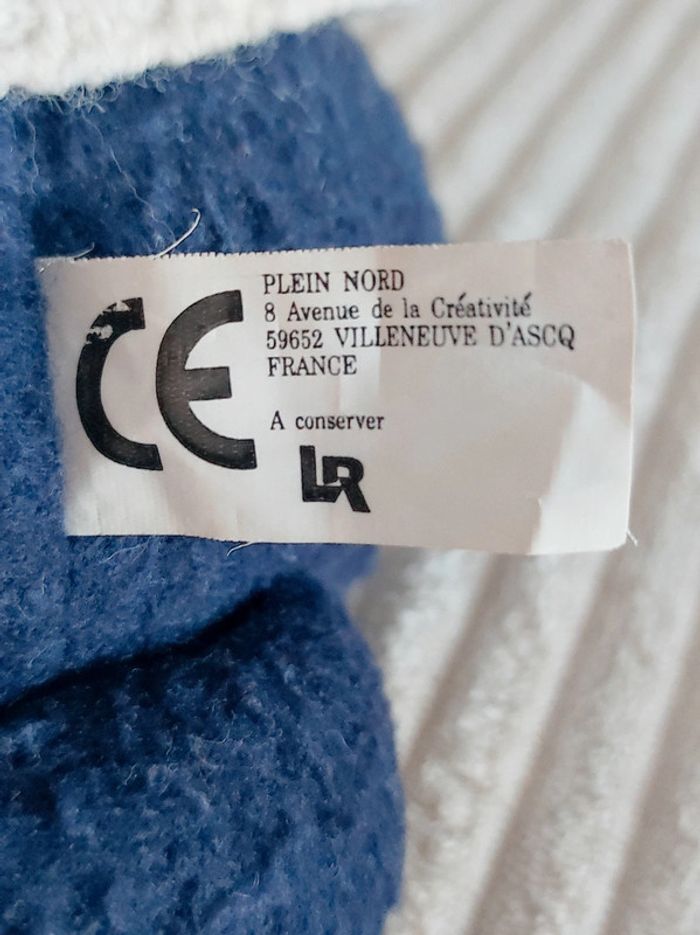 CE
PLEIN NORD
8 Avenue de la Créativité
59652 VILLENEUVE D'ASCQ
FRANCE
A conserver
LR